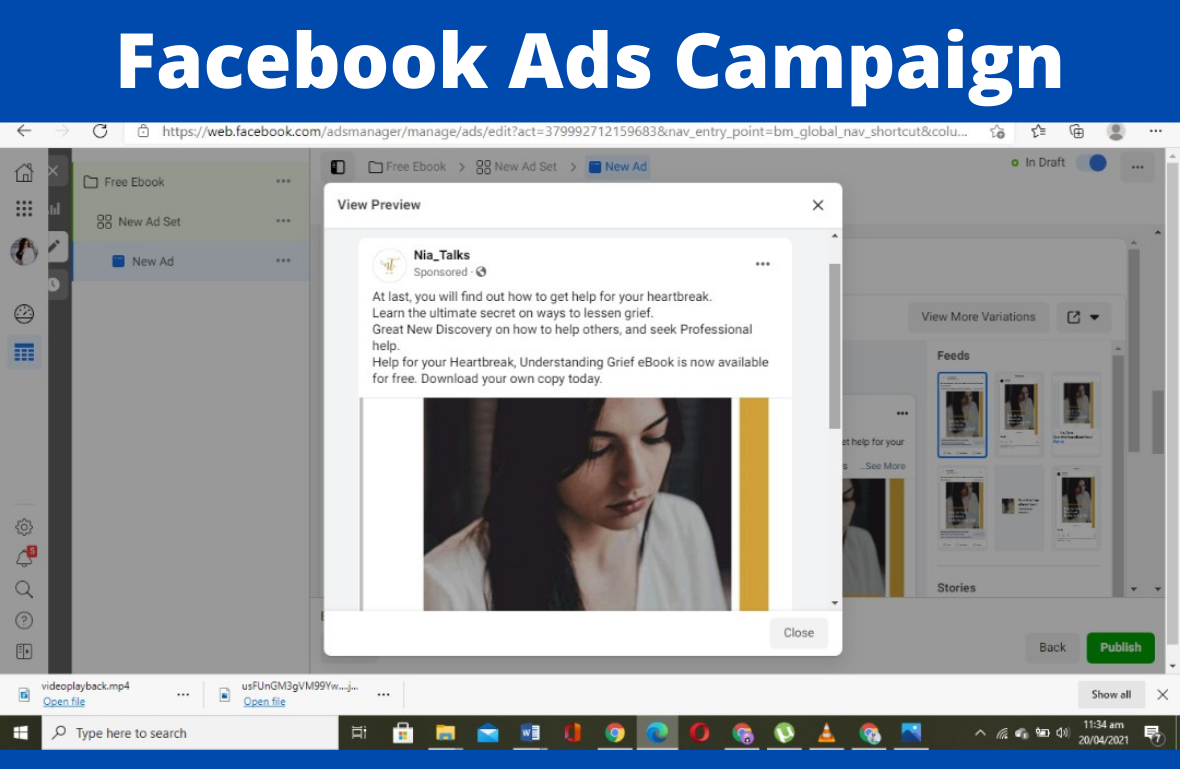 Facebook Ads Campaign
https://web.facebook.com/adsmanager/manage/ads/edit?act=379992712159683&nav_entry_point=bm_global_nav_shortcut&colu...
Free Ebook
New Ad Set
New Ad
Free Ebook
New Ad Set
New Ad
In Draft
View Preview
Nia_Talks
Sponsored ·
At last, you will find out how to get help for your heartbreak.
Learn the ultimate secret on ways to lessen grief.
Great New Discovery on how to help others, and seek Professional
help.
Help for your Heartbreak, Understanding Grief eBook is now available
for free. Download your own copy today.
Close
View More Variations
Feeds
et help for your
s ...See More
Stories
Back
Publish
5
videoplayback.mp4
Open file
usFUnGM3gVM99Yw....j...
Open file
Show all
Type here to search
11:34 am
20/04/2021
7